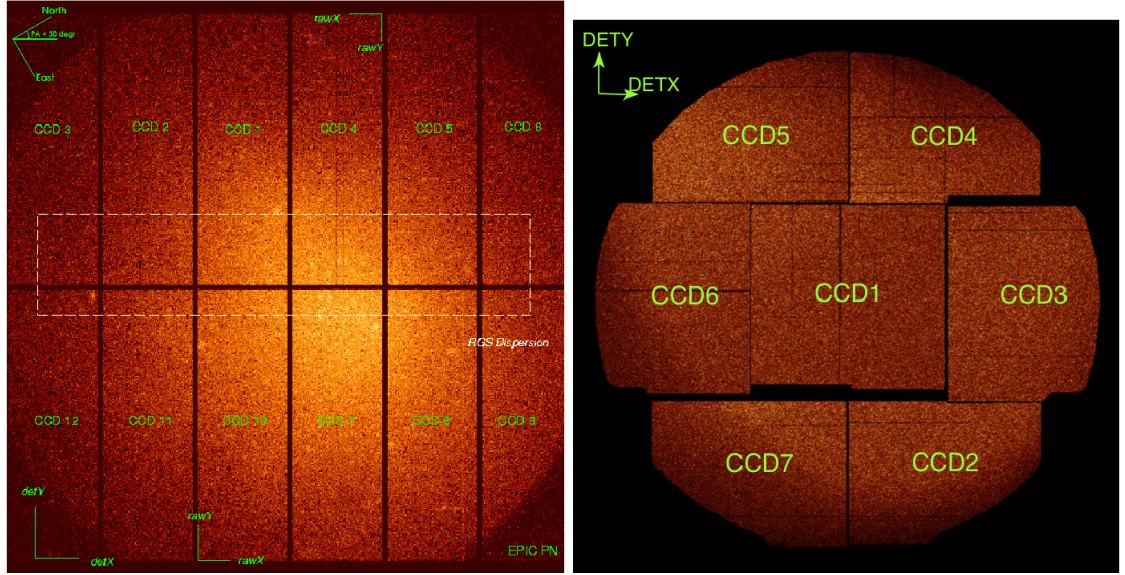 North
PA = 30 degr
East
rawX
rawY
CCD 3
CCD 2
CCD 1
CCD 4
CCD 5
CCD 6
RGS Dispersion
CCD 12
CCD 11
CCD 10
CCD 7
CCD 8
CCD 9
detY
detX
rawY
rawX
EPIC PN
DETY
DETX
CCD5
CCD4
CCD6
CCD1
CCD3
CCD7
CCD2